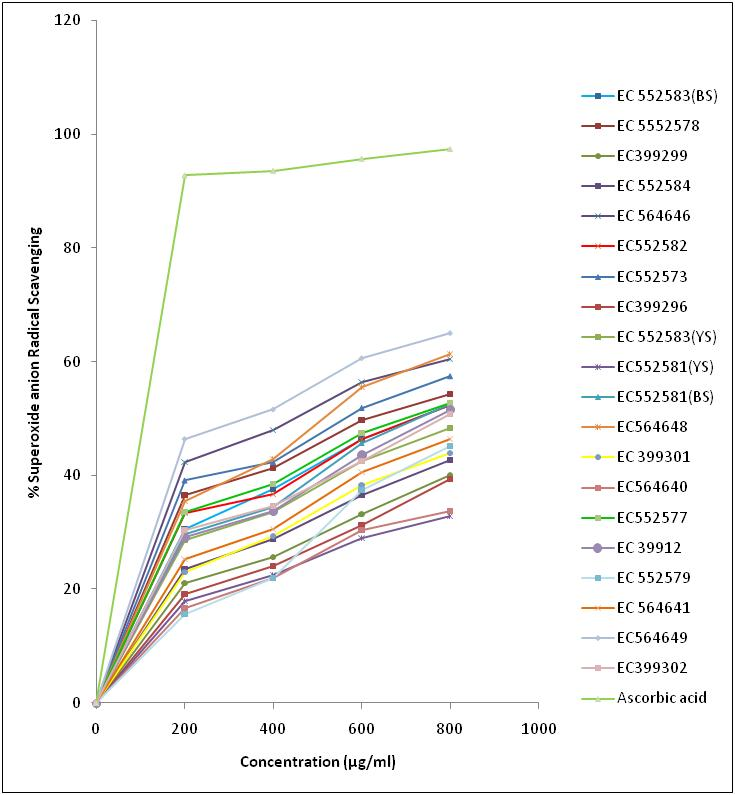 120
100
80
60
40
20
0
% Superoxide anion Radical Scavenging
0 200 400 600 800 1000
Concentration (µg/ml)
EC 552583(BS)
EC 5552578
EC399299
EC 552584
EC 564646
EC552582
EC552573
EC399296
EC 552583(YS)
EC552581(YS)
EC552581(BS)
EC564648
EC 399301
EC564640
EC552577
EC 39912
EC 552579
EC 564641
EC564649
EC399302
Ascorbic acid